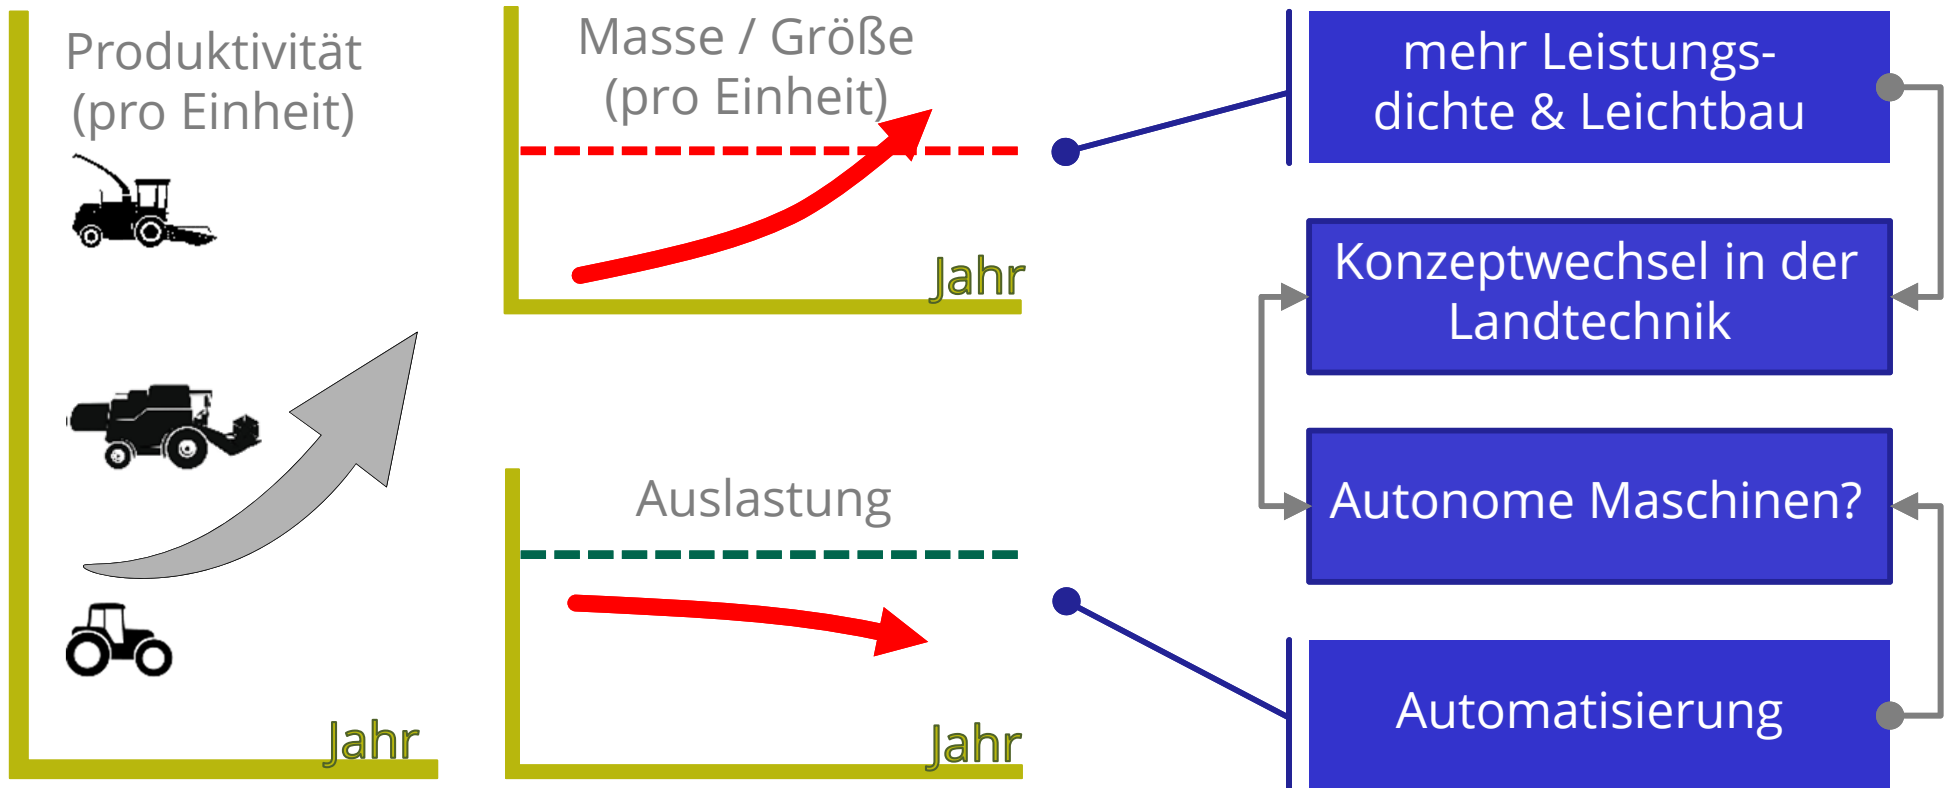 Produktivität
(pro Einheit)
Jahr
Masse / Größe
(pro Einheit)
Jahr
Auslastung
Jahr
mehr Leistungs-
dichte & Leichtbau
Konzeptwechsel in der
Landtechnik
Autonome Maschinen?
Automatisierung